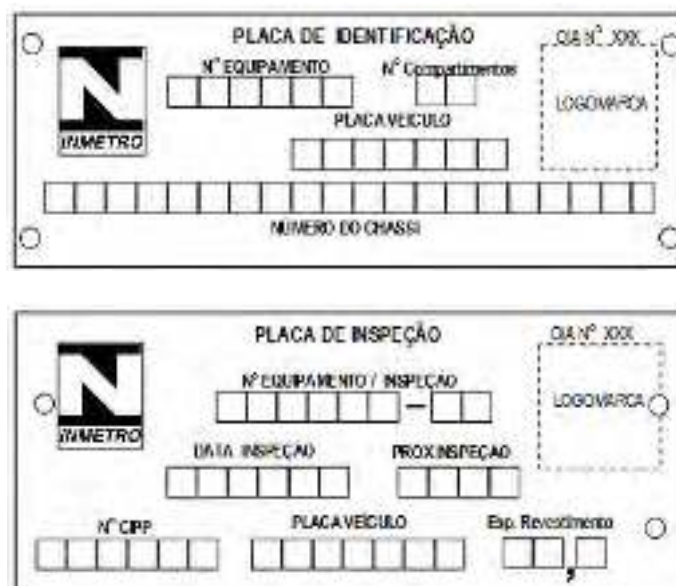 PLACA DE IDENTIFICAÇÃO
OIA Nº XXX
Nº EQUIPAMENTO
Nº Compartimentos
LOGOMARCA
PLACA VEÍCULO
INMETRO
NÚMERO DO CHASSI
PLACA DE INSPEÇÃO
OIA Nº XXX
Nº EQUIPAMENTO / INSPEÇÃO
LOGOMARCA
INMETRO
DATA INSPEÇÃO
PROX.INSPEÇÃO
Nº CIPP
PLACA VEÍCULO
Esp. Revestimento